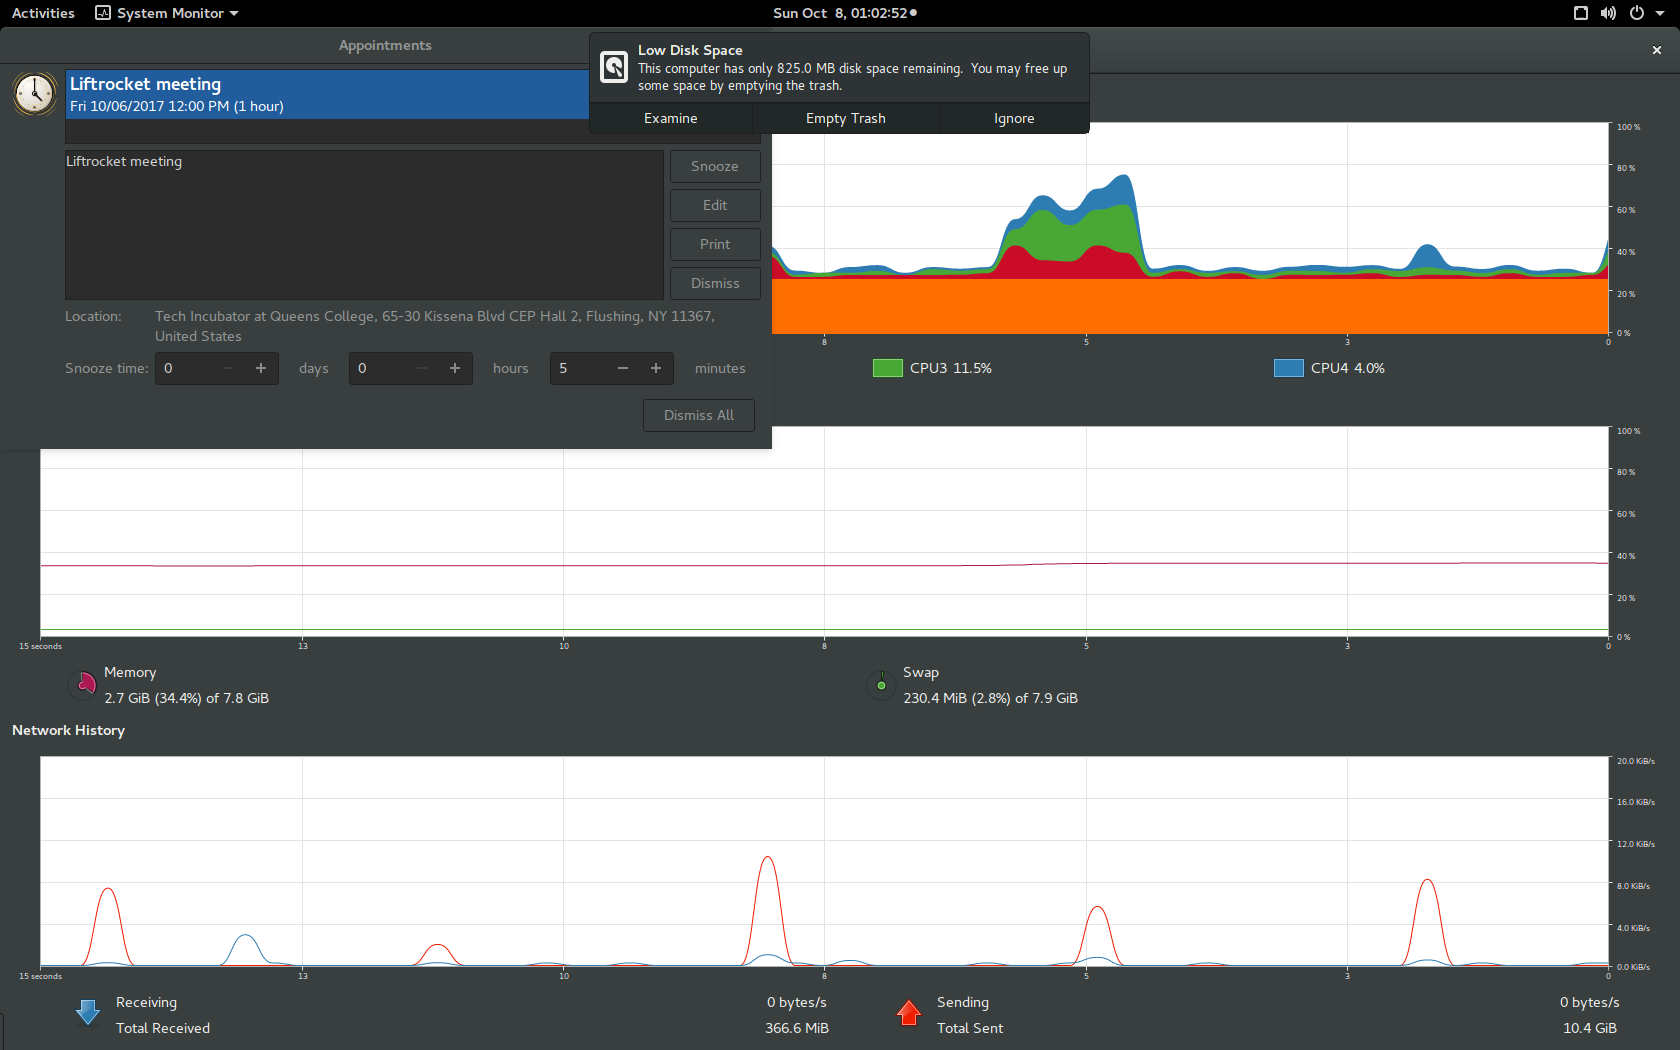 Activities
System Monitor
Sun Oct  8, 01:02:52
Appointments
Liftrocket meeting
Fri 10/06/2017 12:00 PM (1 hour)
Low Disk Space
This computer has only 825.0 MB disk space remaining.  You may free up
some space by emptying the trash.
Examine
Empty Trash
Ignore
Liftrocket meeting
Snooze
Edit
Print
Dismiss
Location:
Tech Incubator at Queens College, 65-30 Kissena Blvd CEP Hall 2, Flushing, NY 11367,
United States
Snooze time:
0
− +
days
0
− +
hours
5
− +
minutes
Dismiss All
100 %
80 %
60 %
40 %
20 %
0 %
8
5
3
0
CPU3 11.5%
CPU4 4.0%
100 %
80 %
60 %
40 %
20 %
0 %
15 seconds
13
10
8
5
3
0
Memory
2.7 GiB (34.4%) of 7.8 GiB
Swap
230.4 MiB (2.8%) of 7.9 GiB
Network History
20.0 KiB/s
16.0 KiB/s
12.0 KiB/s
8.0 KiB/s
4.0 KiB/s
0.0 KiB/s
15 seconds
13
10
8
5
3
0
Receiving
0 bytes/s
Total Received
366.6 MiB
Sending
0 bytes/s
Total Sent
10.4 GiB